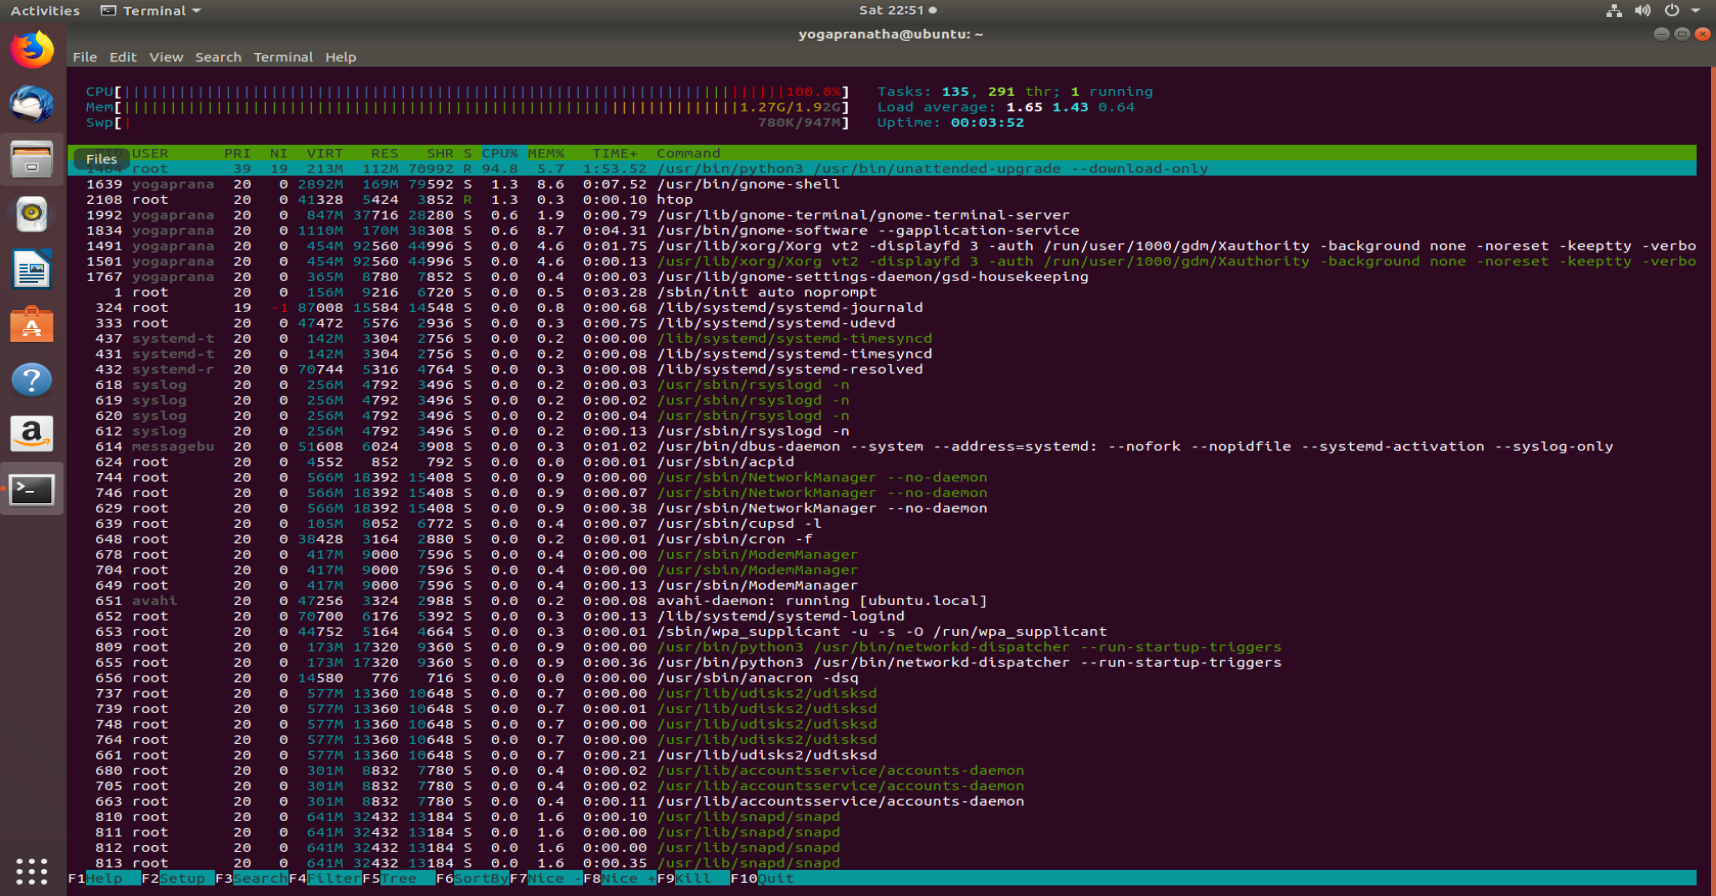 Activities Terminal Sat 22:51
yogapranatha@ubuntu: ~
File Edit View Search Terminal Help
CPU[ 100.0%] Tasks: 135, 291 thr; 1 running
Mem[ 1.27G/1.92G] Load average: 1.65 1.43 0.64
Swp[ 780K/947M] Uptime: 00:03:52
Files
USER PRI NI VIRT RES SHR S CPU% MEM% TIME+ Command
1464 root 39 19 213M 112M 70992 R 94.8 5.7 1:53.52 /usr/bin/python3 /usr/bin/unattended-upgrade --download-only
1639 yogaprana 20 0 2892M 169M 79592 S 1.3 8.6 0:07.52 /usr/bin/gnome-shell
2108 root 20 0 41328 5424 3852 R 1.3 0.3 0:00.10 htop
1992 yogaprana 20 0 847M 37716 28280 S 0.6 1.9 0:00.79 /usr/lib/gnome-terminal/gnome-terminal-server
1834 yogaprana 20 0 1110M 170M 38308 S 0.6 8.7 0:04.31 /usr/bin/gnome-software --gapplication-service
1491 yogaprana 20 0 454M 92560 44996 S 0.0 4.6 0:01.75 /usr/lib/xorg/Xorg vt2 -displayfd 3 -auth /run/user/1000/gdm/Xauthority -background none -noreset -keeptty -verbo
1501 yogaprana 20 0 454M 92560 44996 S 0.0 4.6 0:00.13 /usr/lib/xorg/Xorg vt2 -displayfd 3 -auth /run/user/1000/gdm/Xauthority -background none -noreset -keeptty -verbo
1767 yogaprana 20 0 365M 8780 7852 S 0.0 0.4 0:00.03 /usr/lib/gnome-settings-daemon/gsd-housekeeping
1 root 20 0 156M 9216 6720 S 0.0 0.5 0:03.28 /sbin/init auto noprompt
324 root 19 -1 87008 15584 14548 S 0.0 0.8 0:00.68 /lib/systemd/systemd-journald
333 root 20 0 47472 5576 2936 S 0.0 0.3 0:00.75 /lib/systemd/systemd-udevd
437 systemd-t 20 0 142M 3304 2756 S 0.0 0.2 0:00.00 /lib/systemd/systemd-timesyncd
431 systemd-t 20 0 142M 3304 2756 S 0.0 0.2 0:00.08 /lib/systemd/systemd-timesyncd
432 systemd-r 20 0 70744 5316 4764 S 0.0 0.3 0:00.08 /lib/systemd/systemd-resolved
618 syslog 20 0 256M 4792 3496 S 0.0 0.2 0:00.03 /usr/sbin/rsyslogd -n
619 syslog 20 0 256M 4792 3496 S 0.0 0.2 0:00.02 /usr/sbin/rsyslogd -n
620 syslog 20 0 256M 4792 3496 S 0.0 0.2 0:00.04 /usr/sbin/rsyslogd -n
612 syslog 20 0 256M 4792 3496 S 0.0 0.2 0:00.13 /usr/sbin/rsyslogd -n
614 messagebu 20 0 51608 6024 3908 S 0.0 0.3 0:01.02 /usr/bin/dbus-daemon --system --address=systemd: --nofork --nopidfile --systemd-activation --syslog-only
624 root 20 0 4552 852 792 S 0.0 0.0 0:00.01 /usr/sbin/acpid
744 root 20 0 566M 18392 15408 S 0.0 0.9 0:00.00 /usr/sbin/NetworkManager --no-daemon
746 root 20 0 566M 18392 15408 S 0.0 0.9 0:00.07 /usr/sbin/NetworkManager --no-daemon
629 root 20 0 566M 18392 15408 S 0.0 0.9 0:00.38 /usr/sbin/NetworkManager --no-daemon
639 root 20 0 105M 8052 6772 S 0.0 0.4 0:00.07 /usr/sbin/cupsd -l
648 root 20 0 38428 3164 2880 S 0.0 0.2 0:00.01 /usr/sbin/cron -f
678 root 20 0 417M 9000 7596 S 0.0 0.4 0:00.00 /usr/sbin/ModemManager
704 root 20 0 417M 9000 7596 S 0.0 0.4 0:00.00 /usr/sbin/ModemManager
649 root 20 0 417M 9000 7596 S 0.0 0.4 0:00.13 /usr/sbin/ModemManager
651 avahi 20 0 47256 3324 2988 S 0.0 0.2 0:00.08 avahi-daemon: running [ubuntu.local]
652 root 20 0 70700 6176 5392 S 0.0 0.3 0:00.13 /lib/systemd/systemd-logind
653 root 20 0 44752 5164 4664 S 0.0 0.3 0:00.01 /sbin/wpa_supplicant -u -s -O /run/wpa_supplicant
809 root 20 0 173M 17320 9360 S 0.0 0.9 0:00.00 /usr/bin/python3 /usr/bin/networkd-dispatcher --run-startup-triggers
655 root 20 0 173M 17320 9360 S 0.0 0.9 0:00.36 /usr/bin/python3 /usr/bin/networkd-dispatcher --run-startup-triggers
656 root 20 0 14580 776 716 S 0.0 0.0 0:00.00 /usr/sbin/anacron -dsq
737 root 20 0 577M 13360 10648 S 0.0 0.7 0:00.00 /usr/lib/udisks2/udisksd
739 root 20 0 577M 13360 10648 S 0.0 0.7 0:00.01 /usr/lib/udisks2/udisksd
748 root 20 0 577M 13360 10648 S 0.0 0.7 0:00.00 /usr/lib/udisks2/udisksd
764 root 20 0 577M 13360 10648 S 0.0 0.7 0:00.00 /usr/lib/udisks2/udisksd
661 root 20 0 577M 13360 10648 S 0.0 0.7 0:00.21 /usr/lib/udisks2/udisksd
680 root 20 0 301M 8832 7780 S 0.0 0.4 0:00.02 /usr/lib/accountsservice/accounts-daemon
705 root 20 0 301M 8832 7780 S 0.0 0.4 0:00.02 /usr/lib/accountsservice/accounts-daemon
663 root 20 0 301M 8832 7780 S 0.0 0.4 0:00.11 /usr/lib/accountsservice/accounts-daemon
810 root 20 0 641M 32432 13184 S 0.0 1.6 0:00.10 /usr/lib/snapd/snapd
811 root 20 0 641M 32432 13184 S 0.0 1.6 0:00.00 /usr/lib/snapd/snapd
812 root 20 0 641M 32432 13184 S 0.0 1.6 0:00.00 /usr/lib/snapd/snapd
813 root 20 0 641M 32432 13184 S 0.0 1.6 0:00.35 /usr/lib/snapd/snapd
F1Help F2Setup F3SearchF4FilterF5Tree F6SortByF7Nice -F8Nice +F9Kill F10Quit